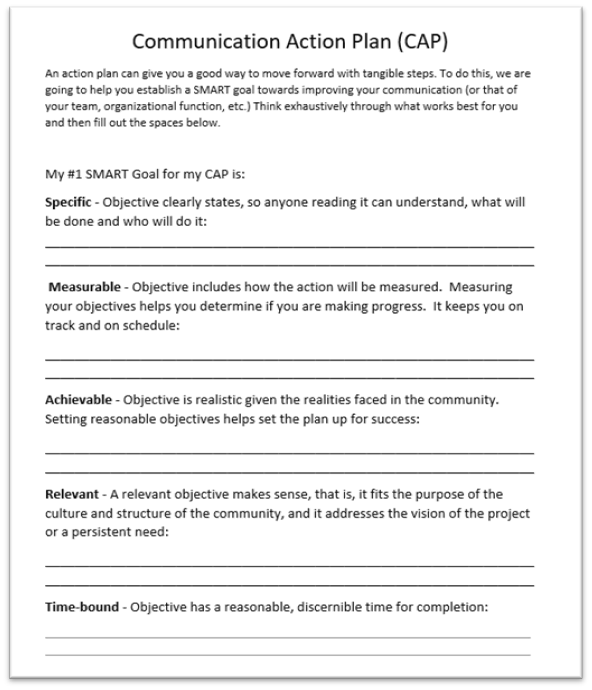 Communication Action Plan (CAP)
An action plan can give you a good way to move forward with tangible steps. To do this, we are
going to help you establish a SMART goal towards improving your communication (or that of
your team, organizational function, etc.) Think exhaustively through what works best for you
and then fill out the spaces below.
My #1 SMART Goal for my CAP is:
Specific - Objective clearly states, so anyone reading it can understand, what will
be done and who will do it:
Measurable - Objective includes how the action will be measured.  Measuring
your objectives helps you determine if you are making progress.  It keeps you on
track and on schedule:
Achievable - Objective is realistic given the realities faced in the community.
Setting reasonable objectives helps set the plan up for success:
Relevant - A relevant objective makes sense, that is, it fits the purpose of the
culture and structure of the community, and it addresses the vision of the project
or a persistent need:
Time-bound - Objective has a reasonable, discernible time for completion: